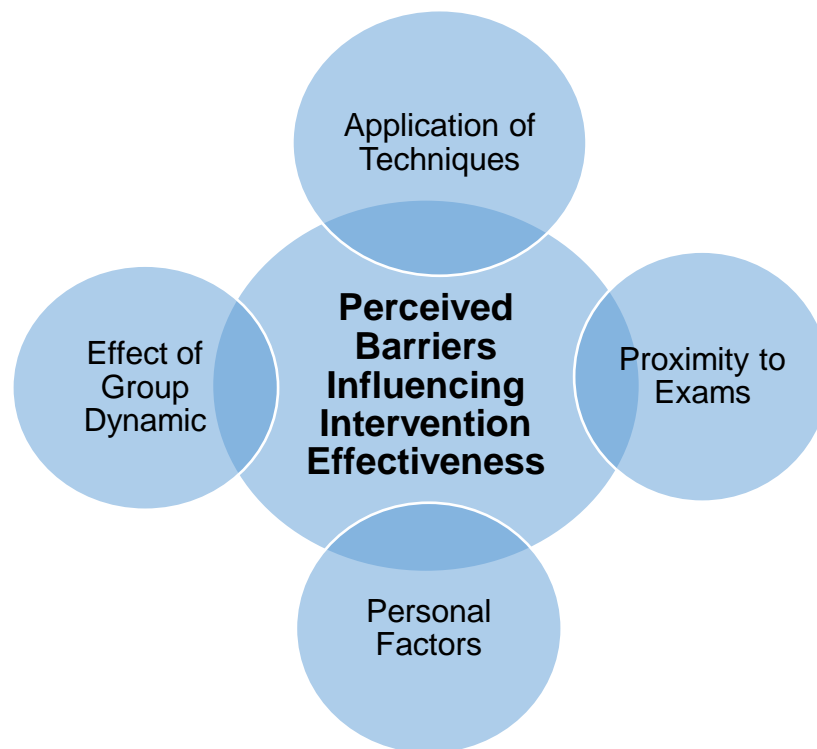 Application of
Techniques
Perceived
Barriers
Influencing
Intervention
Effectiveness
Effect of
Group
Dynamic
Proximity to
Exams
Personal
Factors